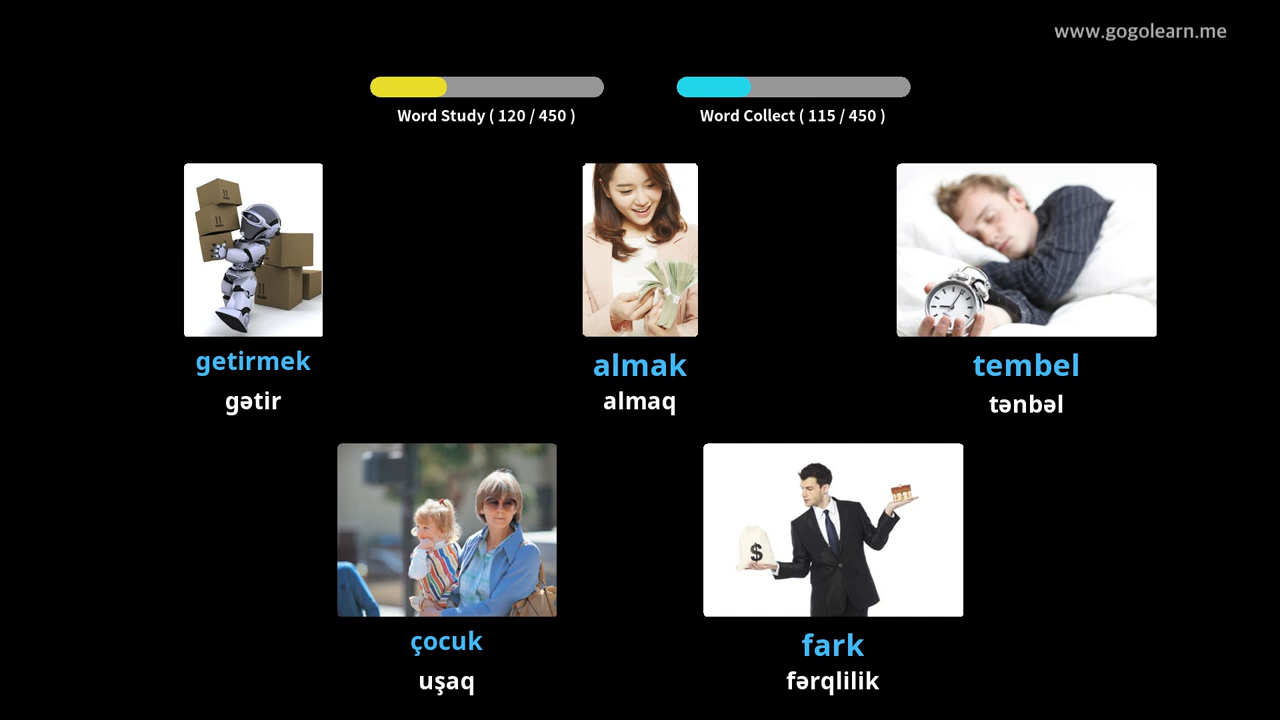 www.gogolearn.me
Word Study ( 120 / 450 )
Word Collect ( 115 / 450 )
getirmek
gətir
almak
almaq
tembel
tənbəl
çocuk
uşaq
$
fark
fərqlilik